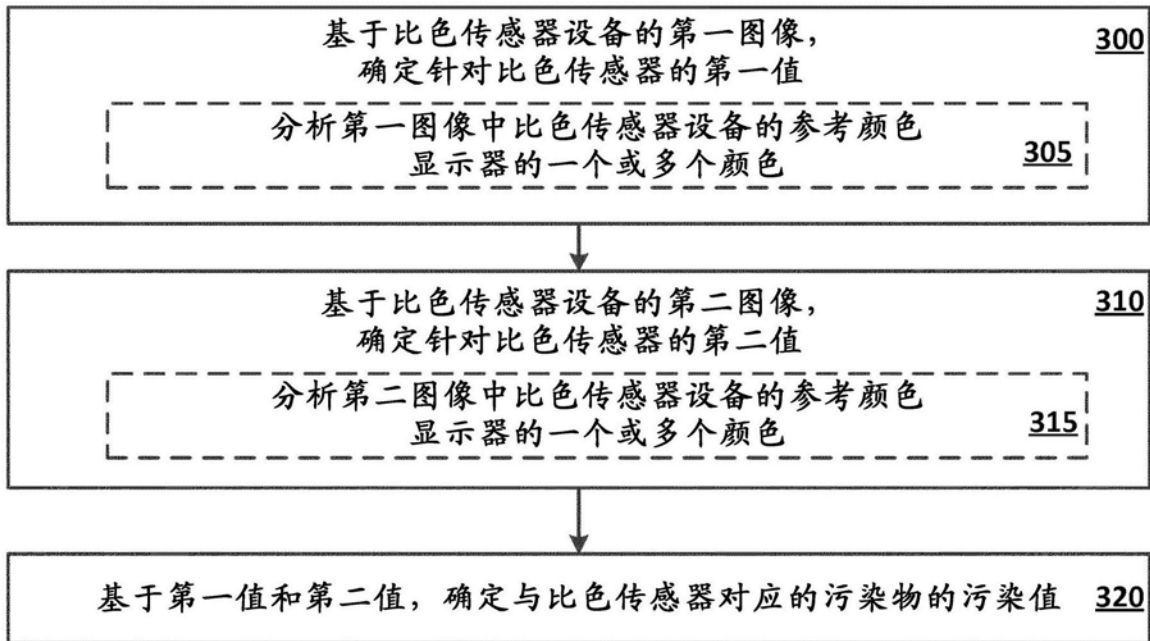 基于比色传感器设备的第一图像，
300
确定针对比色传感器的第一值
分析第一图像中比色传感器设备的参考颜色
显示器的一个或多个颜色
305
基于比色传感器设备的第二图像，
310
确定针对比色传感器的第二值
分析第二图像中比色传感器设备的参考颜色
显示器的一个或多个颜色
315
基于第一值和第二值，确定与比色传感器对应的污染物的污染值
320